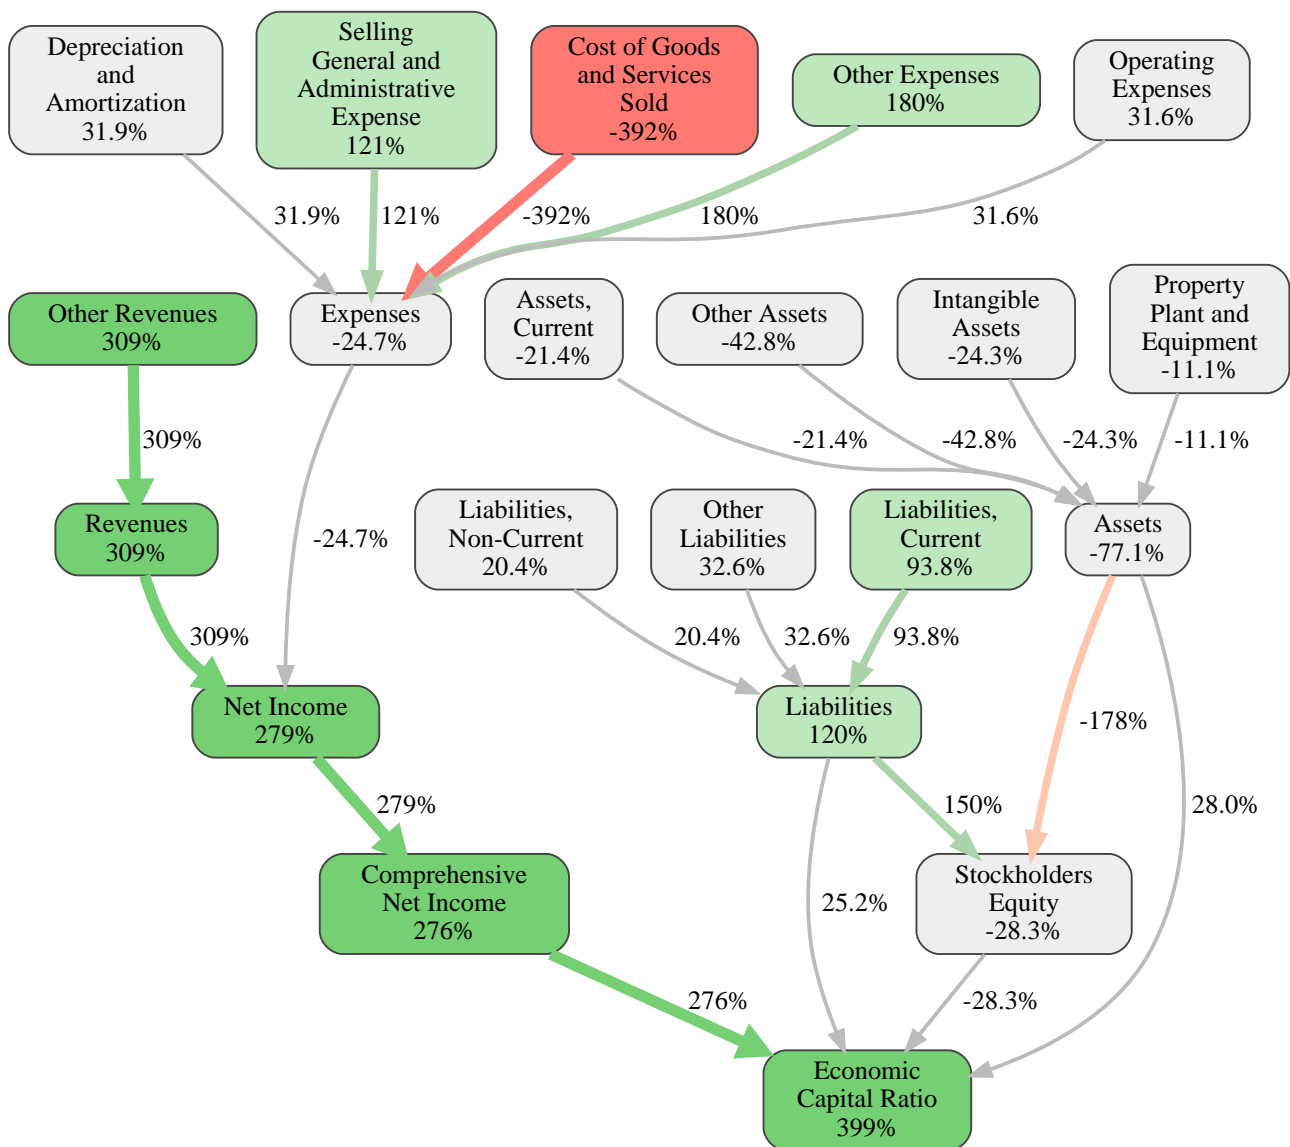 Depreciation
and
Amortization
31.9%
Selling
General and
Administrative
Expense
121%
Cost of Goods
and Services
Sold
-392%
Other Expenses
180%
Operating
Expenses
31.6%
31.9%
121%
-392%
180%
31.6%
Other Revenues
309%
Expenses
-24.7%
Assets,
Current
-21.4%
Other Assets
-42.8%
Intangible
Assets
-24.3%
Property
Plant and
Equipment
-11.1%
309%
-21.4%
-42.8%
-24.3%
-11.1%
Revenues
309%
-24.7%
Liabilities,
Non-Current
20.4%
Other
Liabilities
32.6%
Liabilities,
Current
93.8%
Assets
-77.1%
309%
20.4%
32.6%
93.8%
Net Income
279%
Liabilities
120%
-178%
279%
150%
28.0%
Comprehensive
Net Income
276%
25.2%
Stockholders
Equity
-28.3%
276%
-28.3%
Economic
Capital Ratio
399%